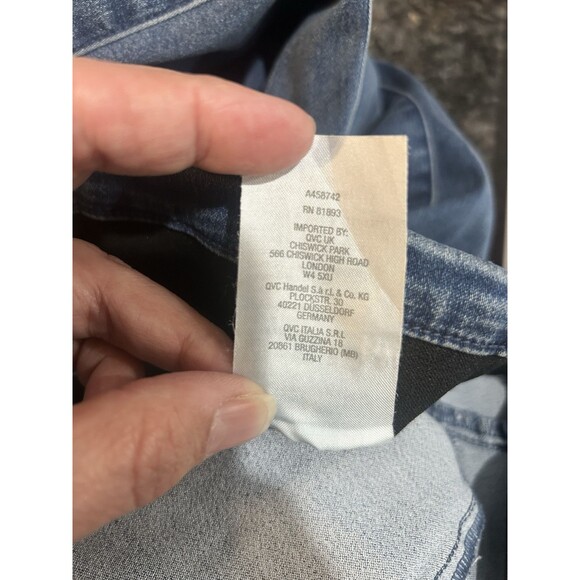 A458742
RN 81893
IMPORTED BY:
QVC UK
CHISWICK PARK
566 CHISWICK HIGH ROAD
LONDON
W4 5XU
QVC Handel S.à r.l. & Co. KG
PLOCKSTR. 30
40221 DÜSSELDORF
GERMANY
QVC ITALIA S.R.L
VIA GUZZINA 18
20861 BRUGHERIO (MB)
ITALY